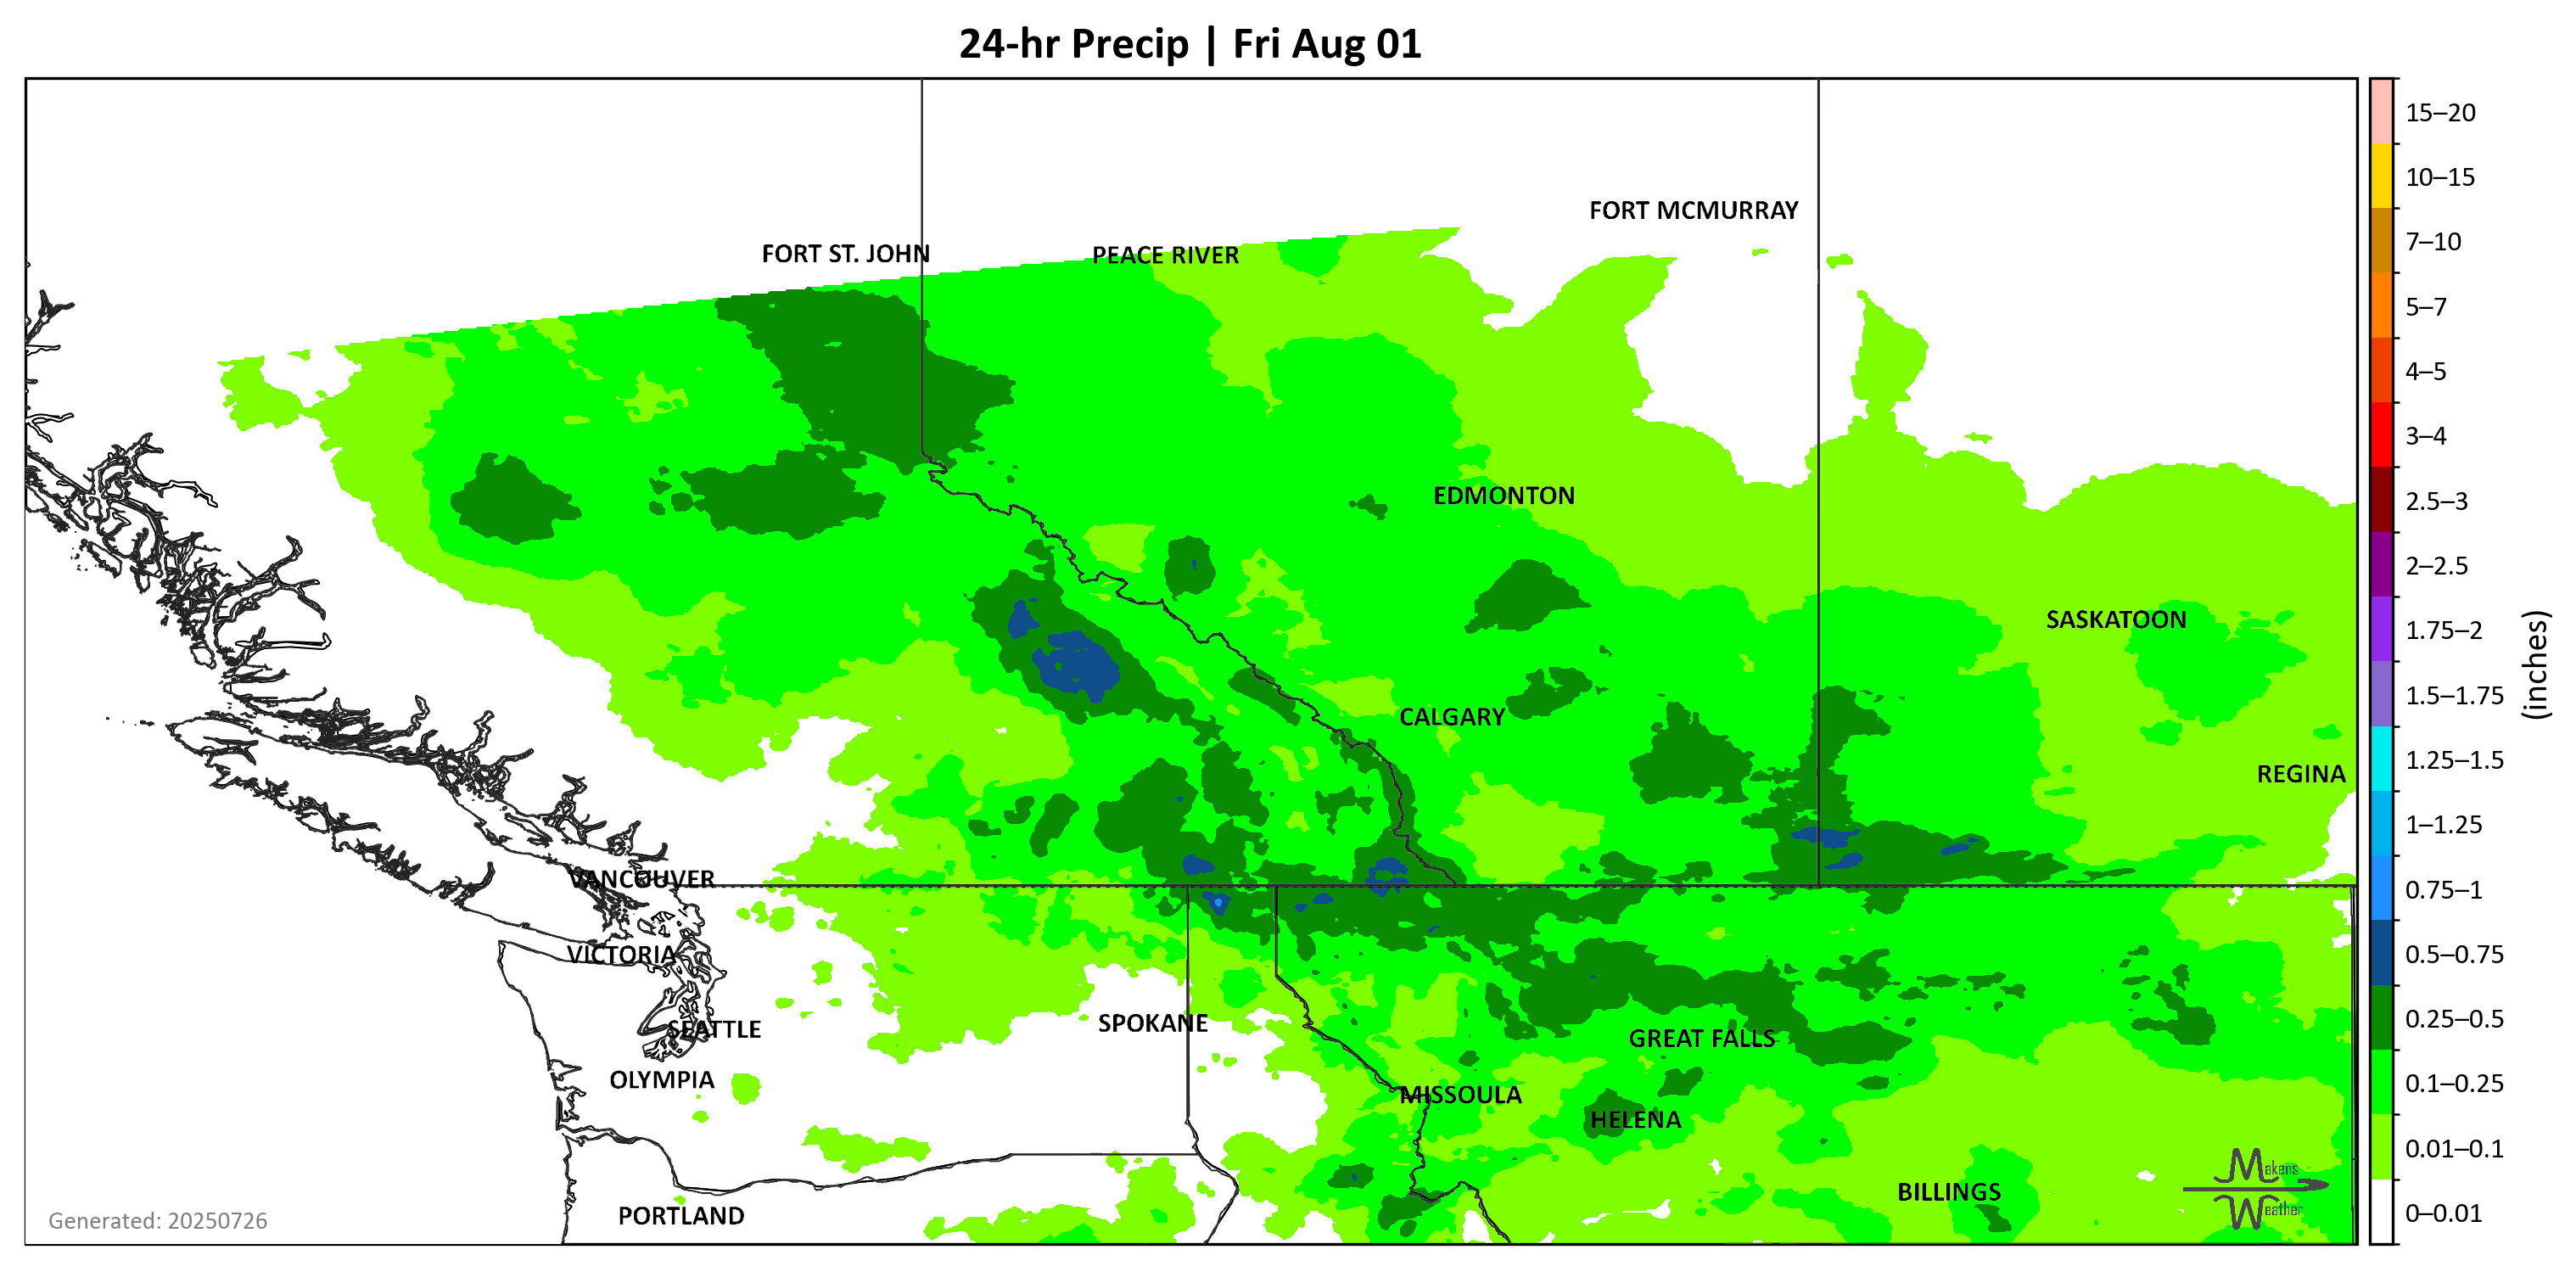 24-hr Precip | Fri Aug 01
15–20
10–15
7–10
5–7
4–5
3–4
2.5–3
2–2.5
1.75–2
1.5–1.75
1.25–1.5
1–1.25
0.75–1
0.5–0.75
0.25–0.5
0.1–0.25
0.01–0.1
0–0.01
(inches)
FORT MCMURRAY
FORT ST. JOHN
PEACE RIVER
EDMONTON
SASKATOON
CALGARY
REGINA
VANCOUVER
VICTORIA
SPOKANE
SEATTLE
GREAT FALLS
OLYMPIA
MISSOULA
HELENA
BILLINGS
PORTLAND
Makens
Weather
Generated: 20250726